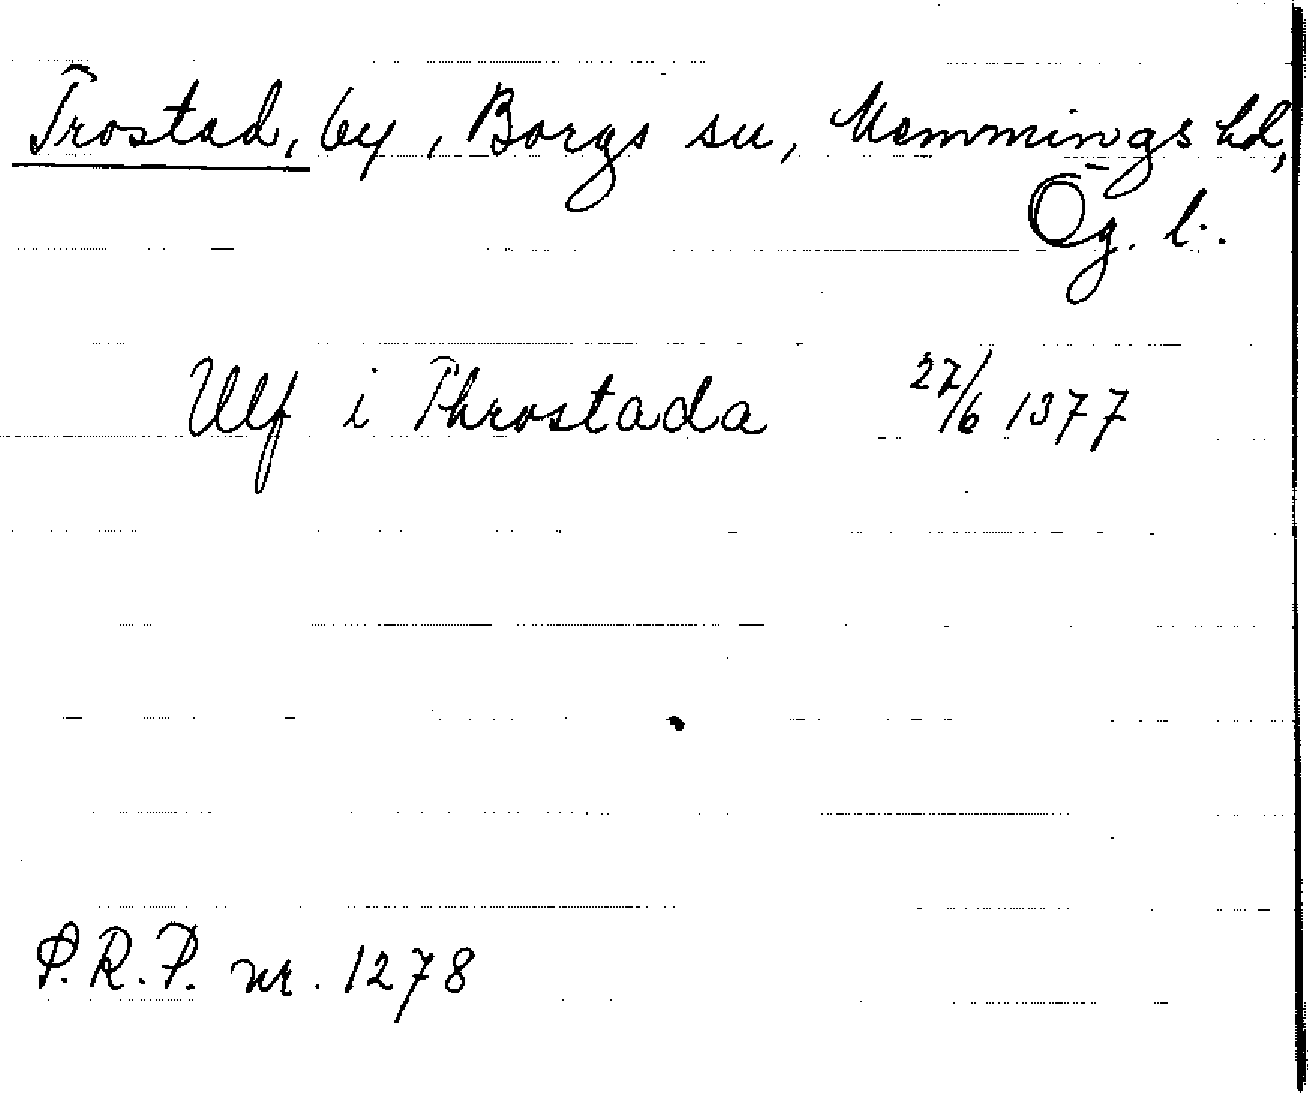 Trostad, by, Borgs sn, Memmings hd,
Ög. l.
Ulf i Throstada 27/6 1377
P.R.P. nr. 1278